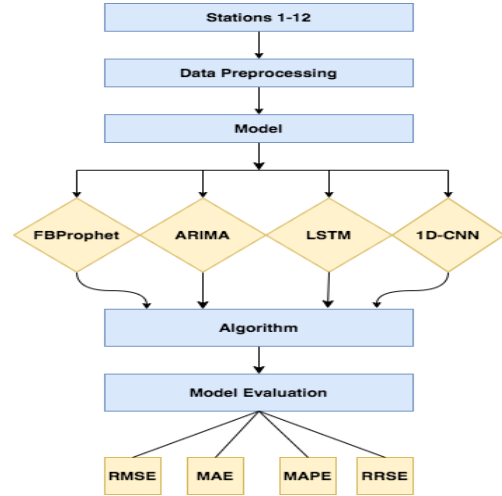 Stations 1-12
Data Preprocessing
Model
FBProphet
ARIMA
LSTM
1D-CNN
Algorithm
Model Evaluation
RMSE
MAE
MAPE
RRSE